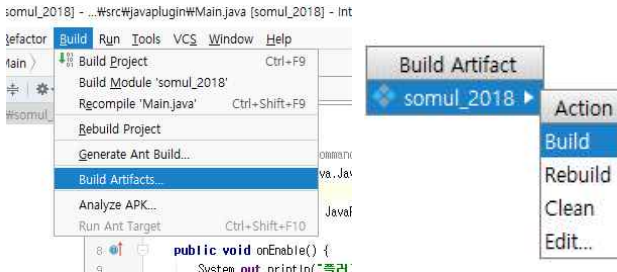 somul_2018] - ...₩src₩javaplugin₩Main.java [somul_2018] - Int
Refactor Build Run Tools VCS Window Help
Main
Build Project Ctrl+F9
Build Module 'somul_2018'
Recompile 'Main.java' Ctrl+Shift+F9
₩somul_
Rebuild Project
Generate Ant Build...
Build Artifacts...
Analyze APK...
Run Ant Target Ctrl+Shift+F10
va.Jav
8 public void onEnable() {
9 System.out.println("플러
Build Artifact
somul_2018
Action
Build
Rebuild
Clean
Edit...